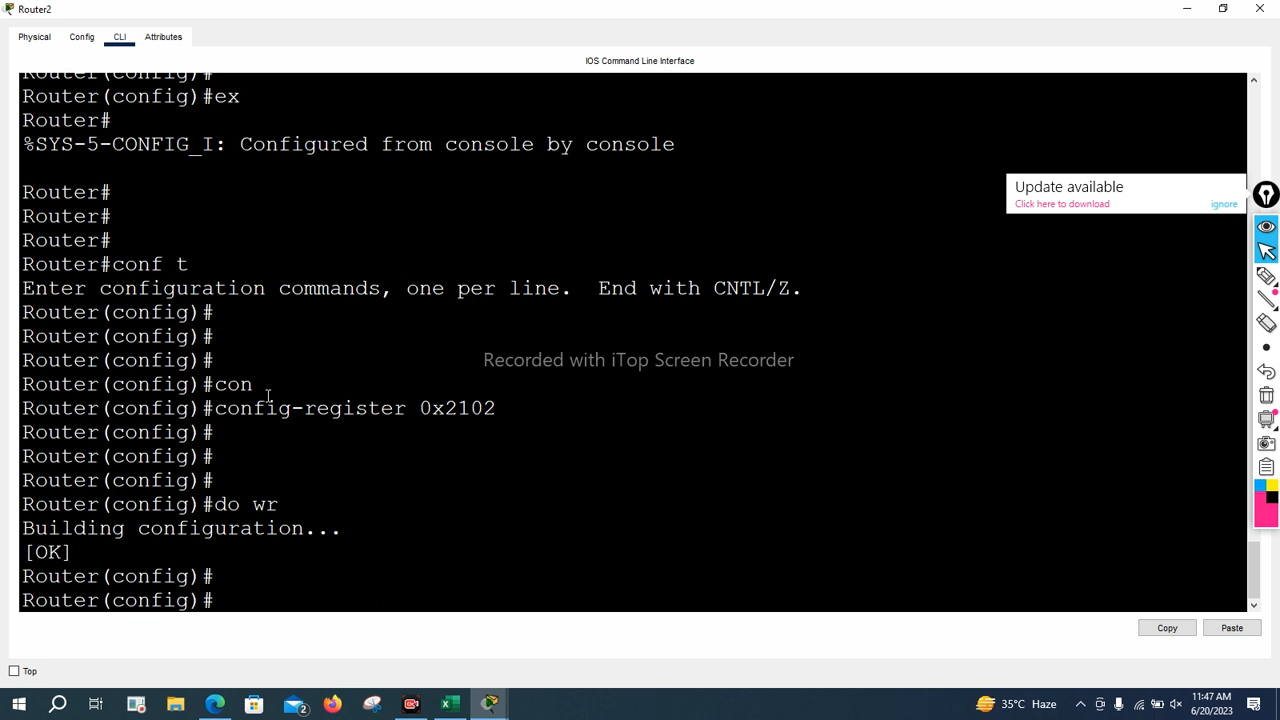 Router2
Physical Config CLI Attributes
IOS Command Line Interface
Router(config)#
Router(config)#ex
Router#
%SYS-5-CONFIG_I: Configured from console by console
Router#
Router#
Router#
Router#conf t
Enter configuration commands, one per line. End with CNTL/Z.
Router(config)#
Router(config)#
Router(config)#
Router(config)#con
Router(config)#config-register 0x2102
Router(config)#
Router(config)#
Router(config)#
Router(config)#do wr
Building configuration...
[OK]
Router(config)#
Router(config)#
Update available
Click here to download ignore
Recorded with iTop Screen Recorder
Copy Paste
Top
2
35°C Haze
11:47 AM
6/20/2023